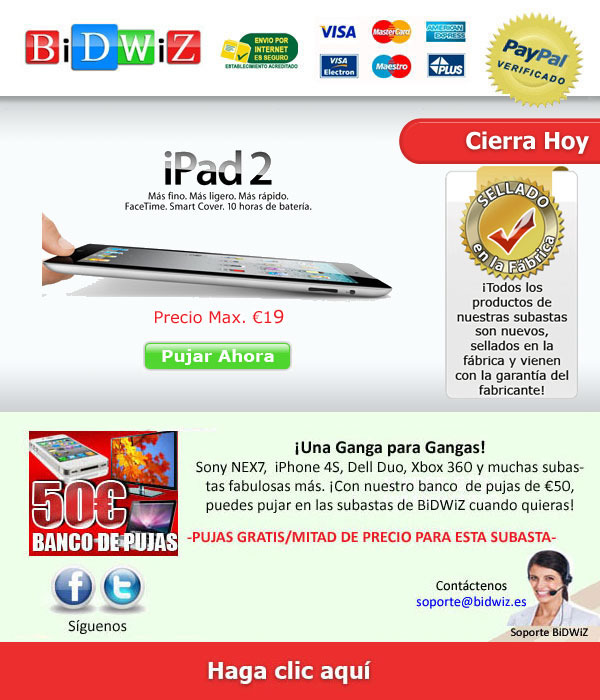 BiDWiZ
ENVIO POR
INTERNET
ES SEGURO
ESTABLECIMIENTO ACREDITADO
VISA
MasterCard
AMERICAN
EXPRESS
VISA
Electron
Maestro
PLUS
PayPal
VERIFICADO
Cierra Hoy
iPad 2
Más fino. Más ligero. Más rápido.
FaceTime. Smart Cover. 10 horas de batería.
Precio Max. €19
Pujar Ahora
SELLADO
en la Fábrica
¡Todos los
productos de
nuestras subastas
son nuevos,
sellados en la
fábrica y vienen
con la garantía del
fabricante!
50€
BANCO DE PUJAS
¡Una Ganga para Gangas!
Sony NEX7, iPhone 4S, Dell Duo, Xbox 360 y muchas subas-
tas fabulosas más. ¡Con nuestro banco de pujas de €50,
puedes pujar en las subastas de BiDWiZ cuando quieras!
-PUJAS GRATIS/MITAD DE PRECIO PARA ESTA SUBASTA-
Síguenos
Contáctenos
soporte@bidwiz.es
Soporte BiDWiZ
Haga clic aquí